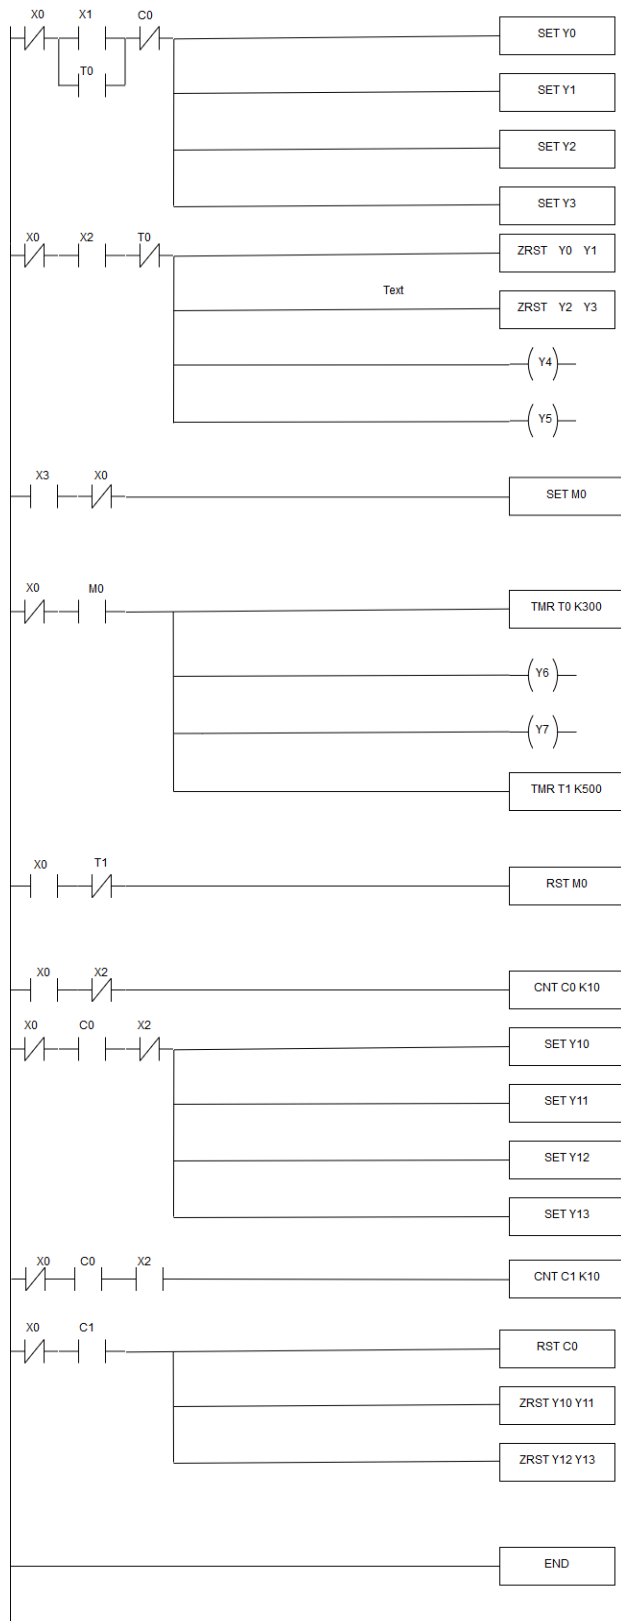 X0 X1 C0
SET Y0
T0
SET Y1
SET Y2
SET Y3
X0 X2 T0
ZRST Y0 Y1
Text
ZRST Y2 Y3
Y4
Y5
X3 X0
SET M0
X0 M0
TMR T0 K300
Y6
Y7
TMR T1 K500
X0 T1
RST M0
X0 X2
CNT C0 K10
X0 C0 X2
SET Y10
SET Y11
SET Y12
SET Y13
X0 C0 X2
CNT C1 K10
X0 C1
RST C0
ZRST Y10 Y11
ZRST Y12 Y13
END